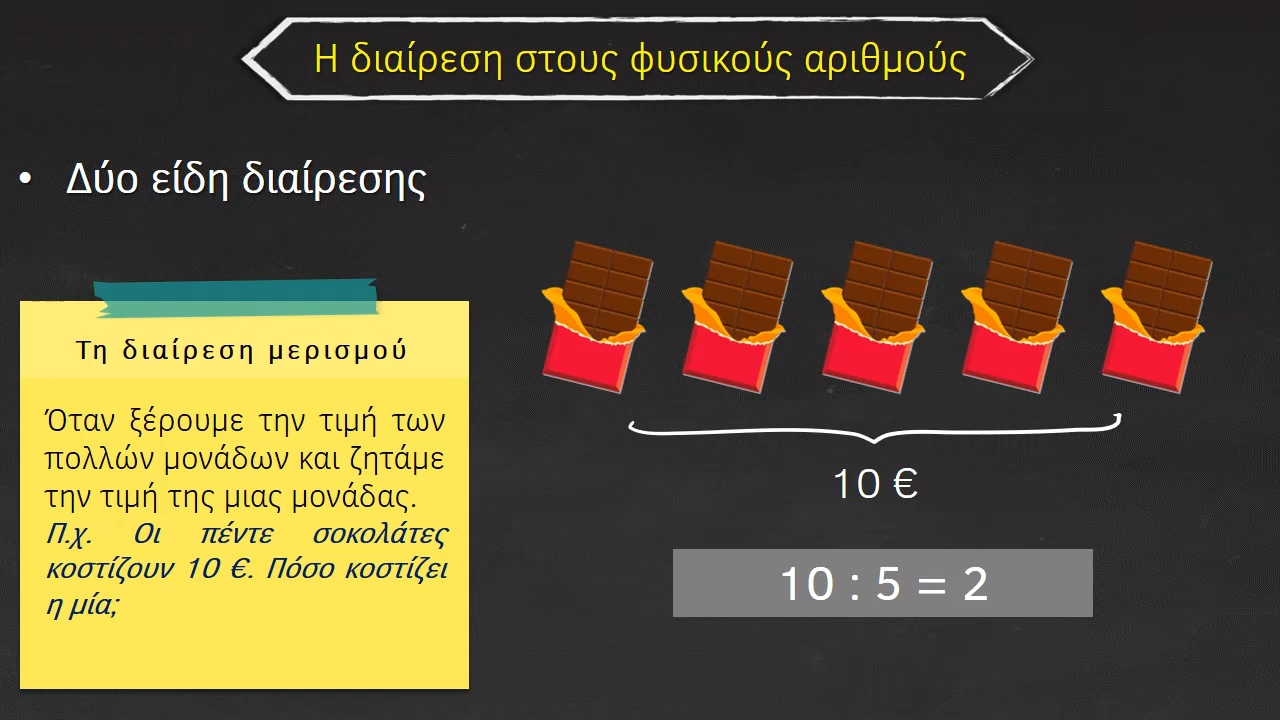 Η διαίρεση στους φυσικούς αριθμούς
• Δύο είδη διαίρεσης
Τη διαίρεση μερισμού
Όταν ξέρουμε την τιμή των
πολλών μονάδων και ζητάμε
την τιμή της μιας μονάδας.
Π.χ. Οι πέντε σοκολάτες
κοστίζουν 10 €. Πόσο κοστίζει
η μία;
10 €
10 : 5 = 2